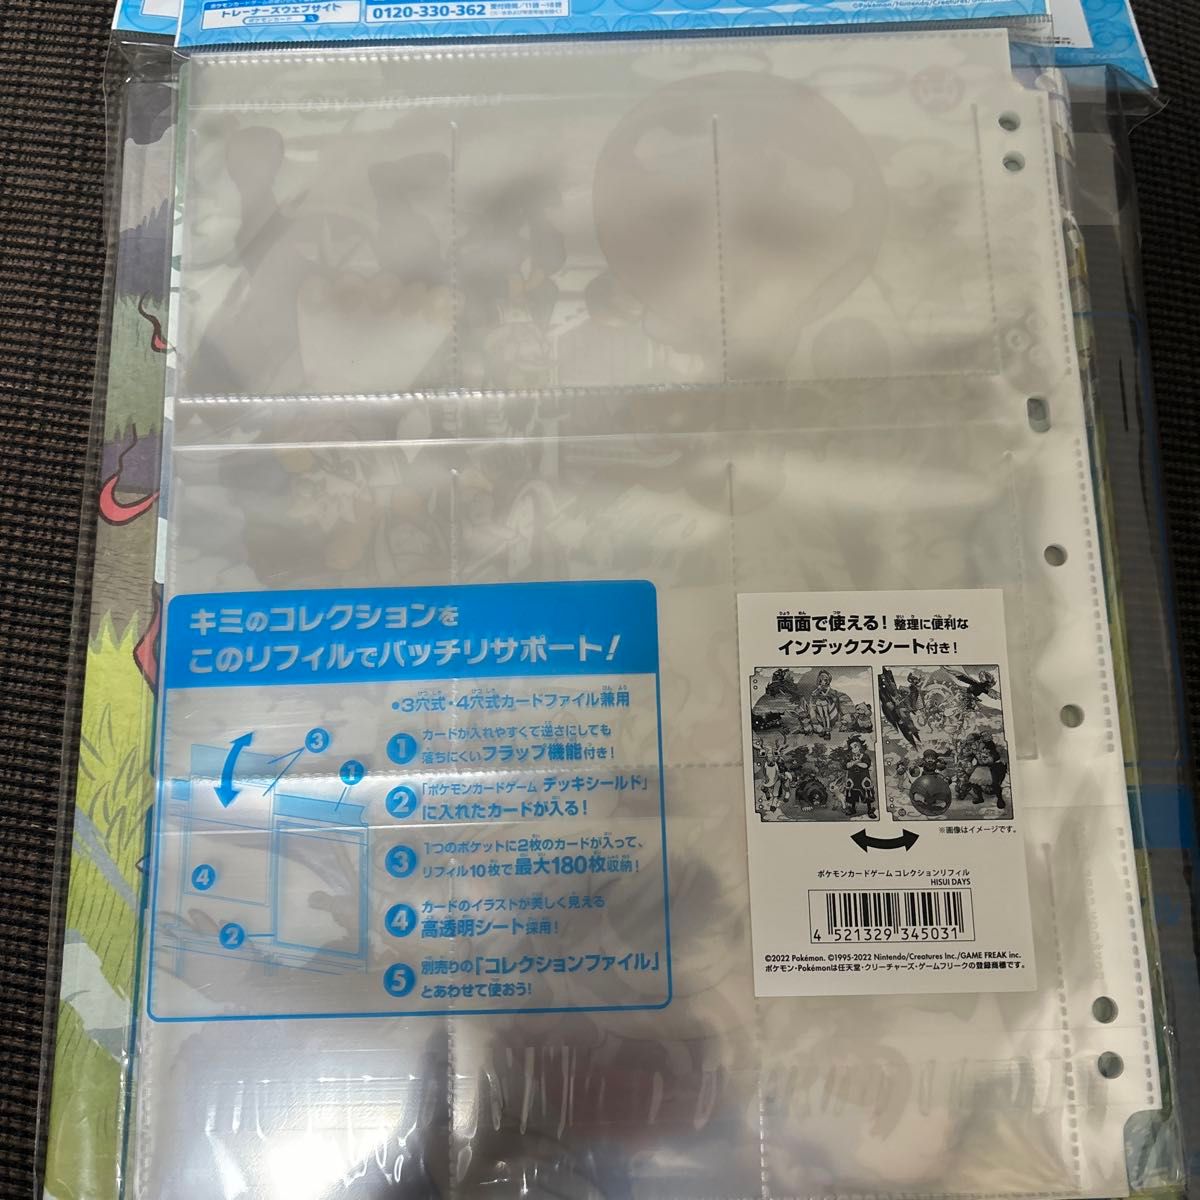 トレーナーズウェブサイト
ポケモンカード
0120-330-362
キミのコレクションを
このリフィルでバッチリサポート!
●3穴式・4穴式カードファイル兼用
1 カードが入れやすくて逆さにしても
落ちにくいフラップ機能付き!
2 「ポケモンカードゲーム デッキシールド」
に入れたカードが入る!
3 1つのポケットに2枚のカードが入って、
リフィル10枚で最大180枚収納!
4 カードのイラストが美しく見える
高透明シート採用!
5 別売りの「コレクションファイル」
とあわせて使おう!
3
1
4
2
両面で使える!整理に便利な
インデックスシート付き!
※画像はイメージです。
ポケモンカードゲーム コレクションリフィル
HISUI DAYS
4 521329 345031
©2022 Pokémon. ©1995-2022 Nintendo/Creatures Inc./GAME FREAK inc.
ポケモン・Pokémonは任天堂・クリーチャーズ・ゲームフリークの登録商標です。